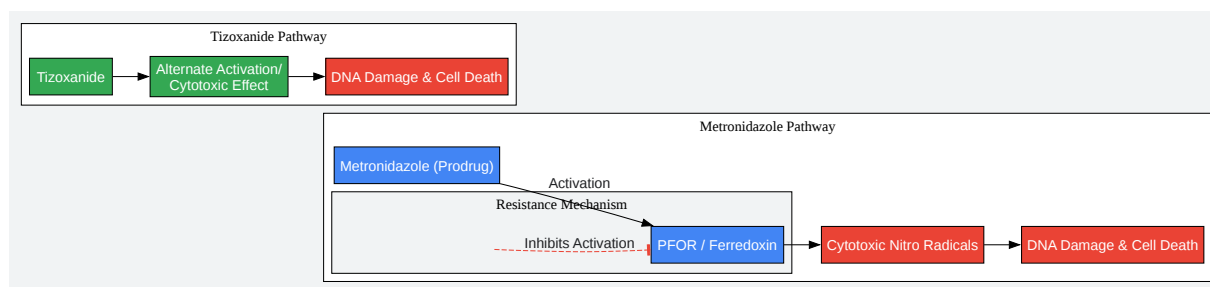 Tizoxanide Pathway
Tizoxanide
Alternate Activation/
Cytotoxic Effect
DNA Damage & Cell Death
Metronidazole Pathway
Metronidazole (Prodrug)
Activation
Resistance Mechanism
Inhibits Activation
PFOR / Ferredoxin
Cytotoxic Nitro Radicals
DNA Damage & Cell Death